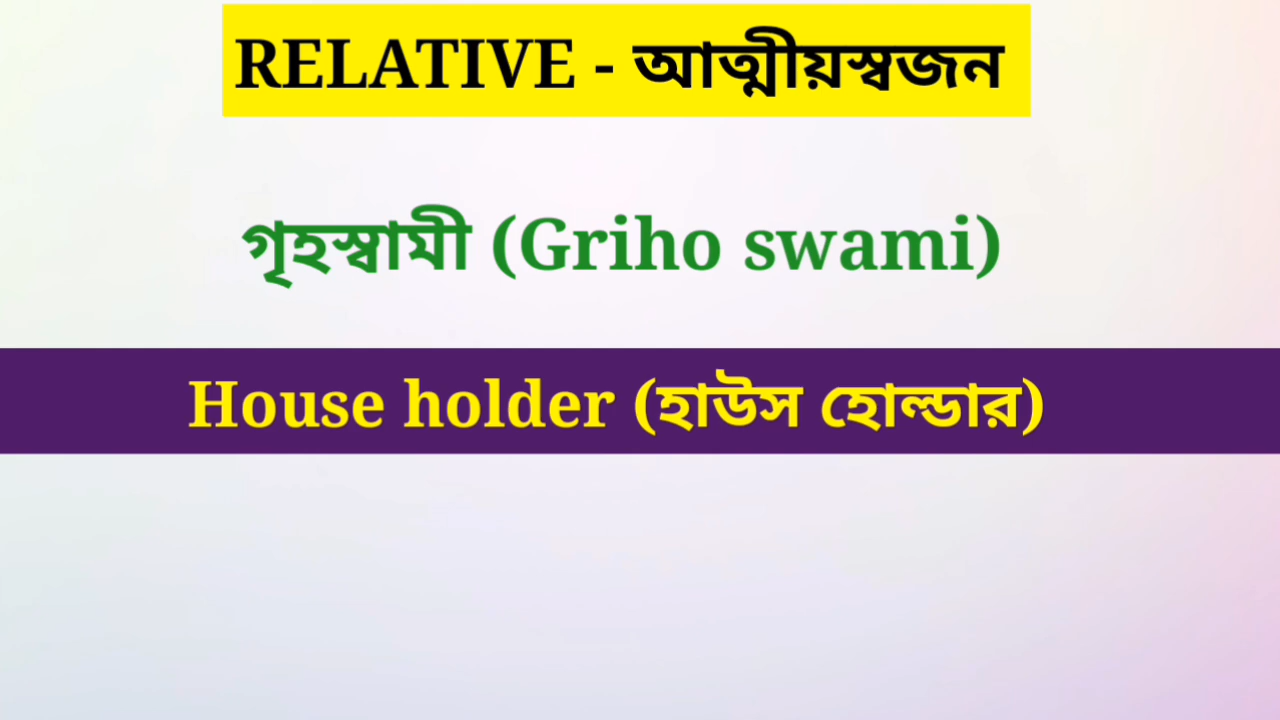 RELATIVE - আত্মীয়স্বজন
গৃহস্বামী (Griho swami)
House holder (হাউস হোল্ডার)